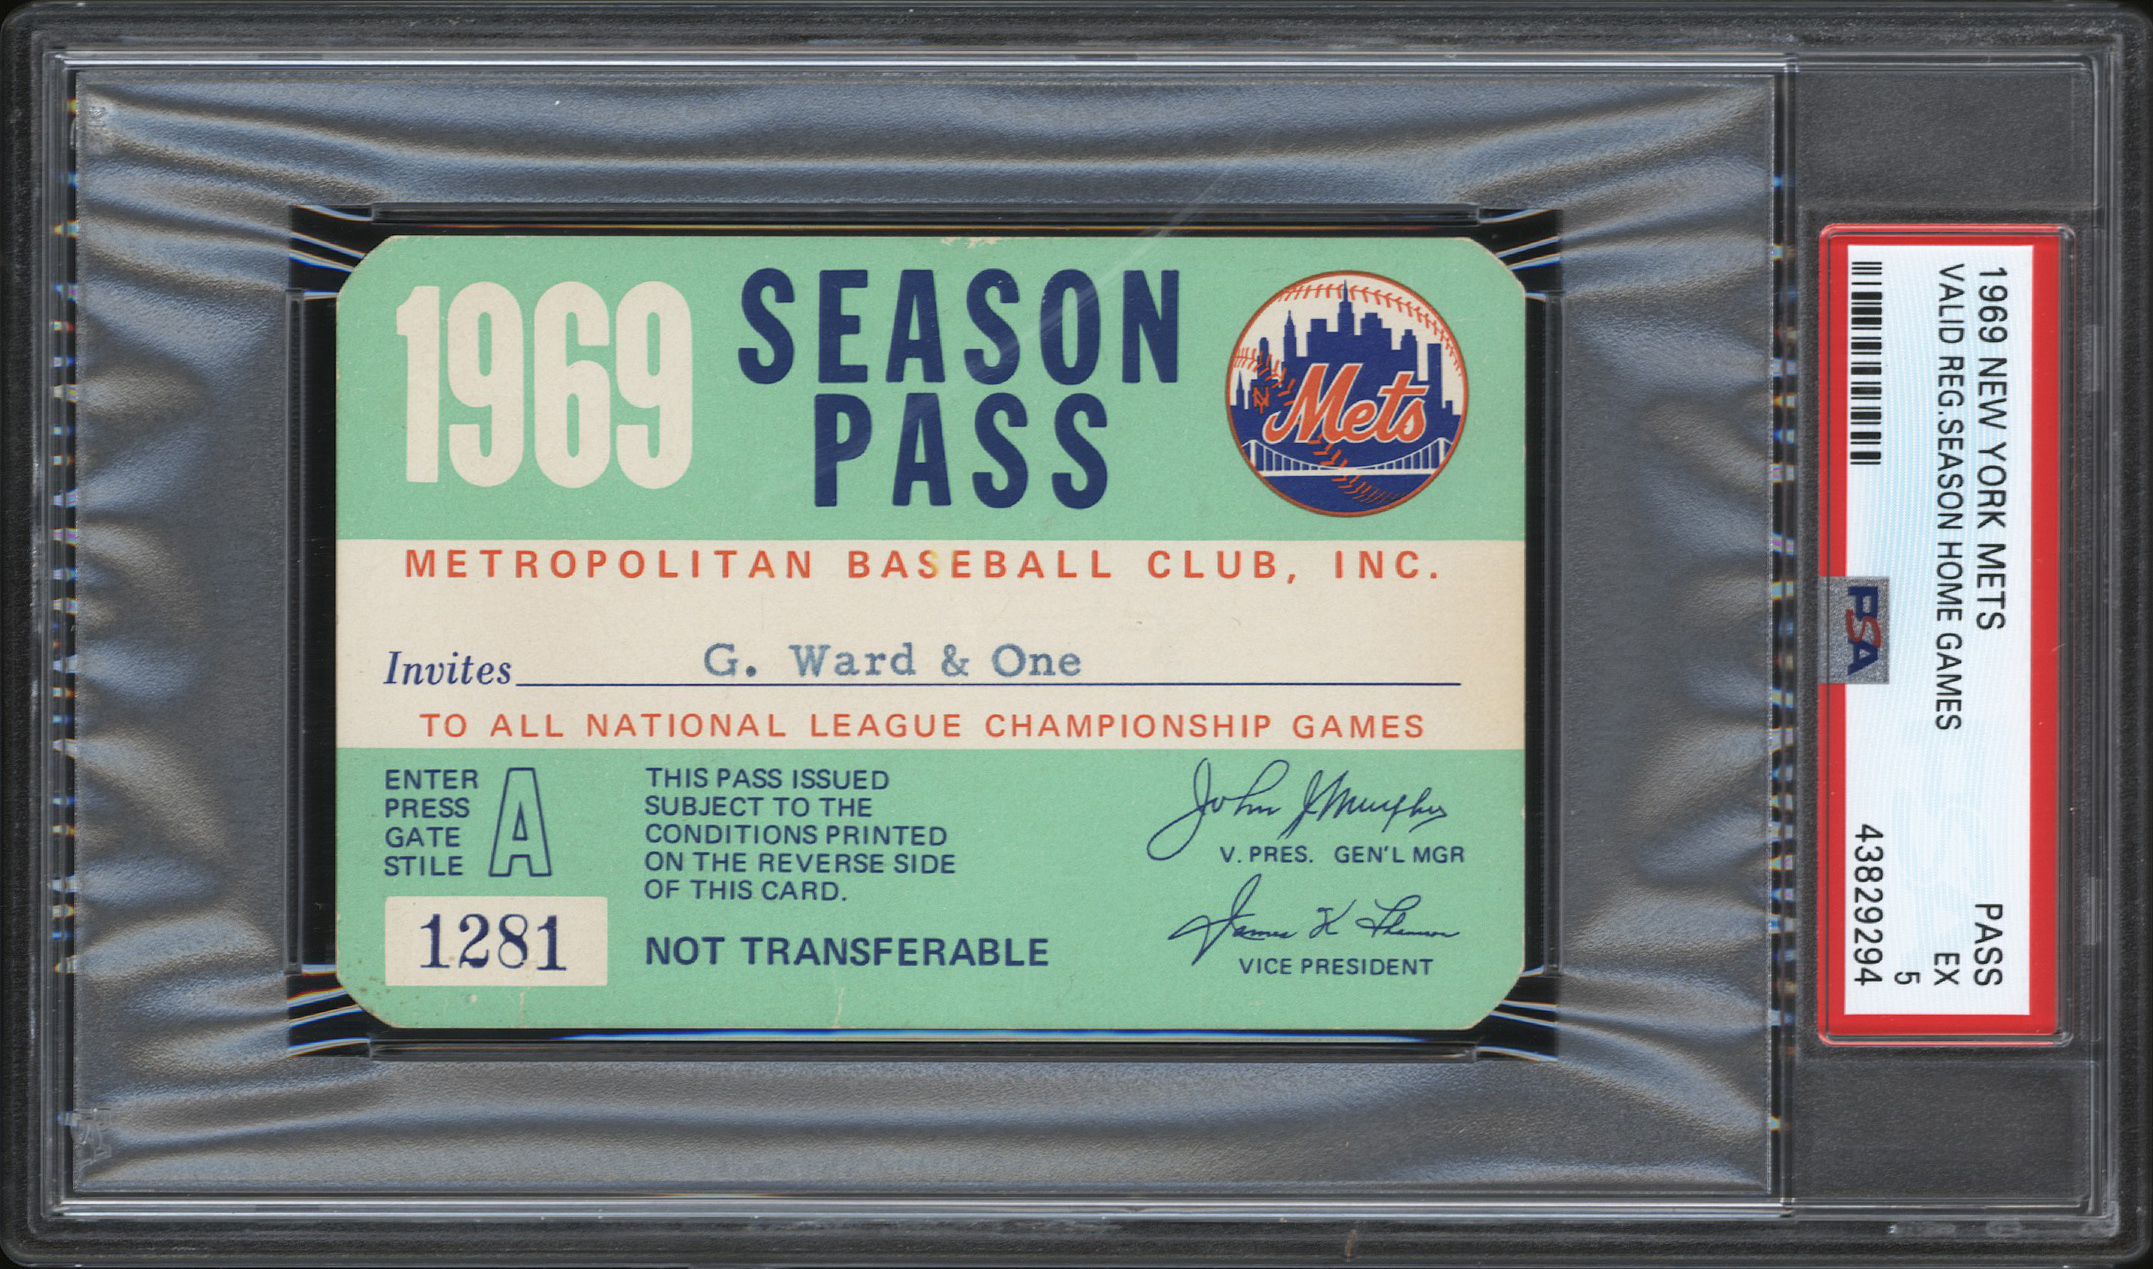 1969
SEASON
PASS
Mets
NY
METROPOLITAN BASEBALL CLUB, INC.
Invites G. Ward & One
TO ALL NATIONAL LEAGUE CHAMPIONSHIP GAMES
ENTER
PRESS
GATE
STILE
A
1281
THIS PASS ISSUED
SUBJECT TO THE
CONDITIONS PRINTED
ON THE REVERSE SIDE
OF THIS CARD.
NOT TRANSFERABLE
John J Murphy
V. PRES. GEN'L MGR
James K Thomson
VICE PRESIDENT
1969 NEW YORK METS PASS
VALID REG.SEASON HOME GAMES EX
5
43829294
PSA